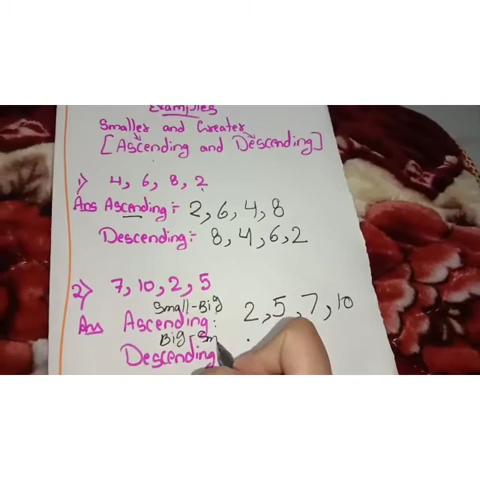 Examples
Smaller and Greater
[Ascending and Descending]
1) 4, 6, 8, 2
Ans Ascending :- 2, 6, 4, 8
Descending :- 8, 4, 6, 2
2) 7, 10, 2, 5
Small-Big
Ans Ascending : 2, 5, 7, 10
Big - Sm
Descending